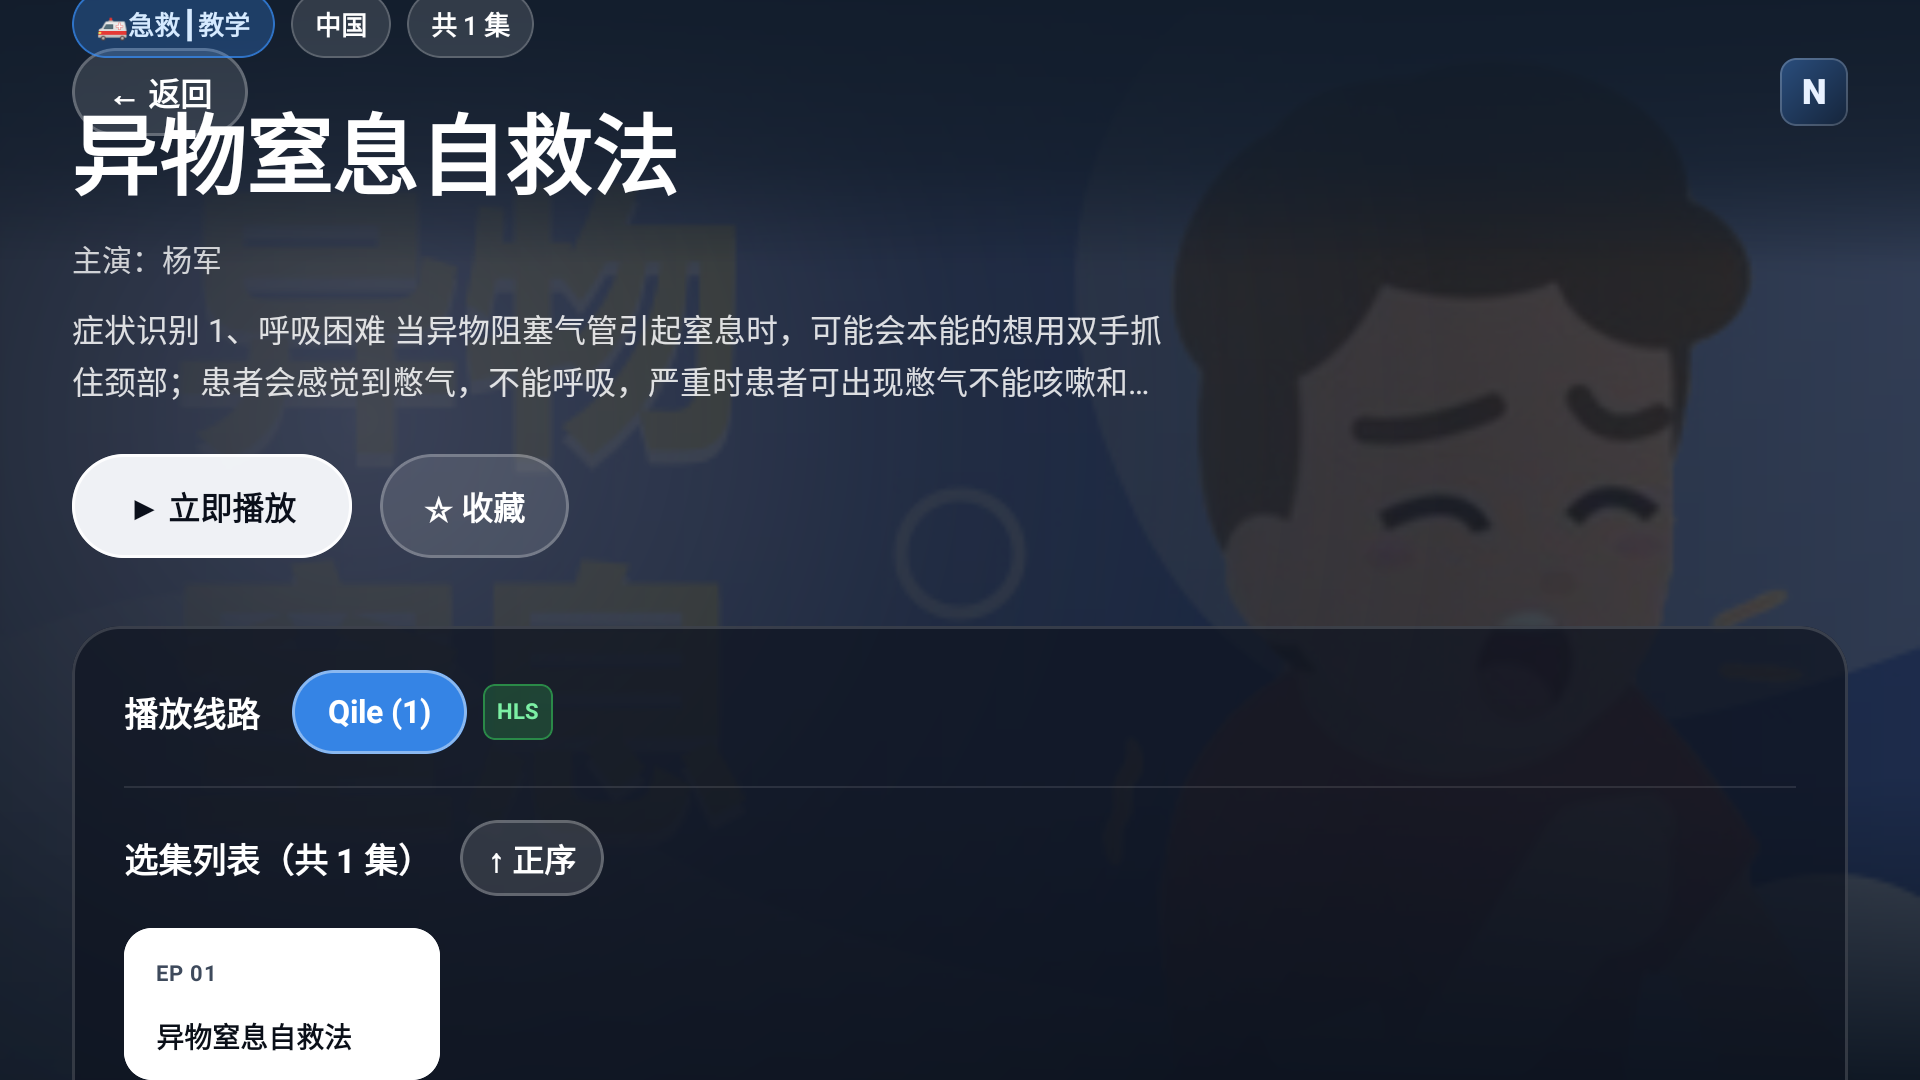 🚑急救┃教学
中国
共 1 集
← 返回
N
异物窒息自救法
主演：杨军
症状识别 1、呼吸困难 当异物阻塞气管引起窒息时，可能会本能的想用双手抓
住颈部；患者会感觉到憋气，不能呼吸，严重时患者可出现憋气不能咳嗽和...
异物
窒息
► 立即播放
☆ 收藏
播放线路
Qile (1)
HLS
选集列表（共 1 集）
↑ 正序
EP 01
异物窒息自救法